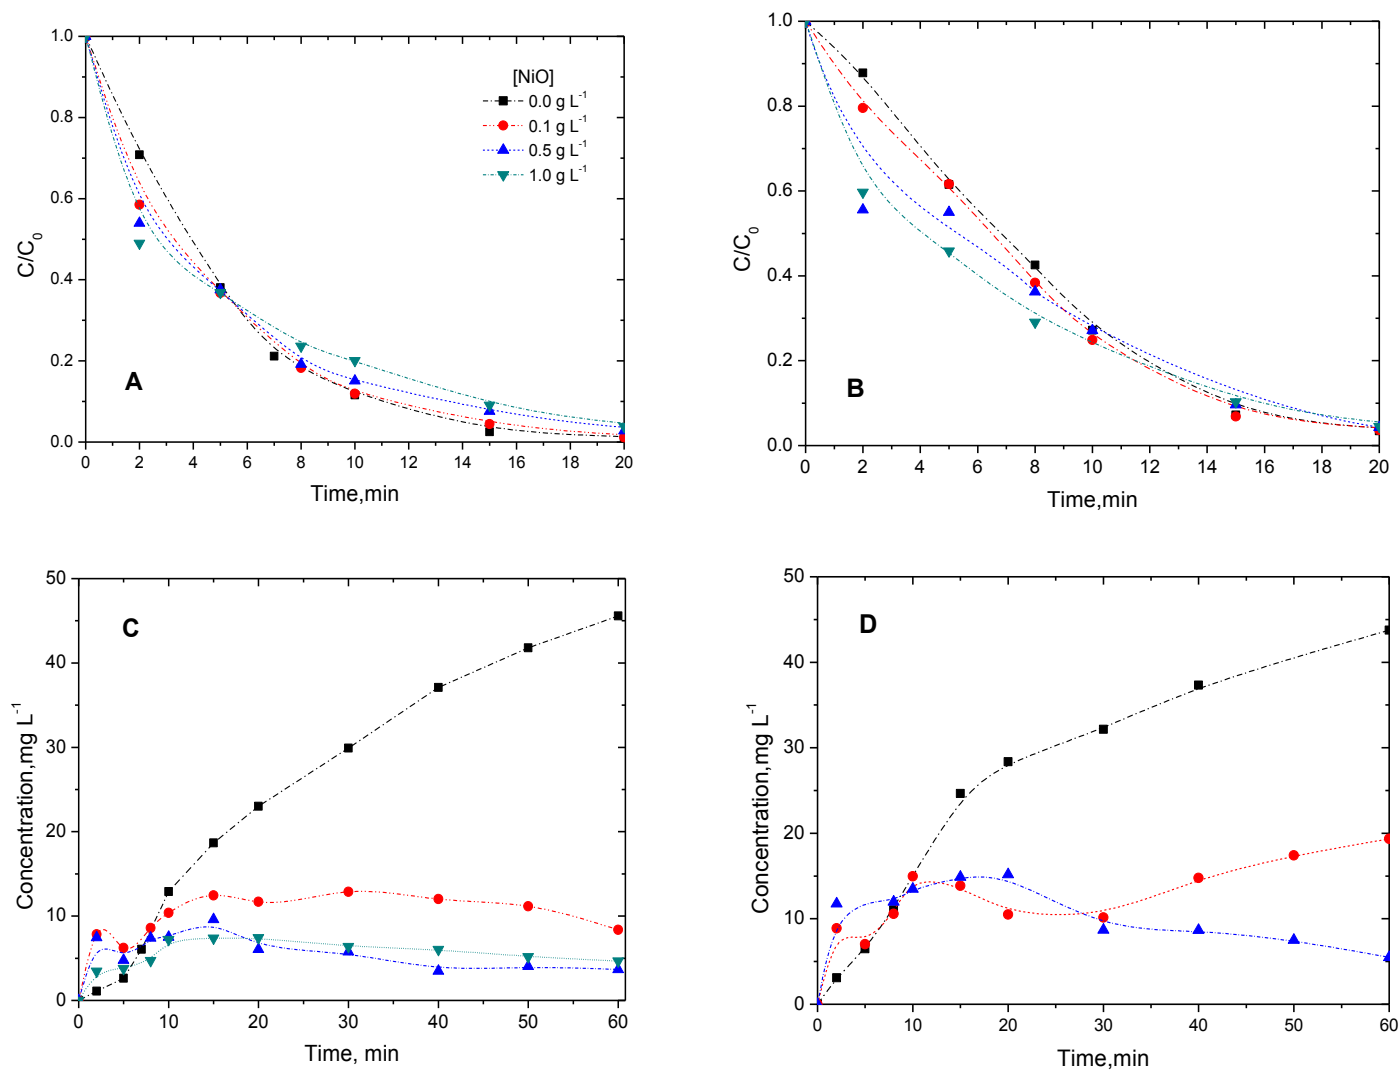 [NiO]
0.0 g L⁻¹
0.1 g L⁻¹
0.5 g L⁻¹
1.0 g L⁻¹
1.0
0.8
0.6
0.4
0.2
0.0
C/C₀
A
0 2 4 6 8 10 12 14 16 18 20
Time,min
1.0
0.8
0.6
0.4
0.2
0.0
C/C₀
B
0 2 4 6 8 10 12 14 16 18 20
Time,min
50
40
30
20
10
0
Concentration,mg L⁻¹
C
0 10 20 30 40 50 60
Time, min
50
40
30
20
10
0
Concentration,mg L⁻¹
D
0 10 20 30 40 50 60
Time,min